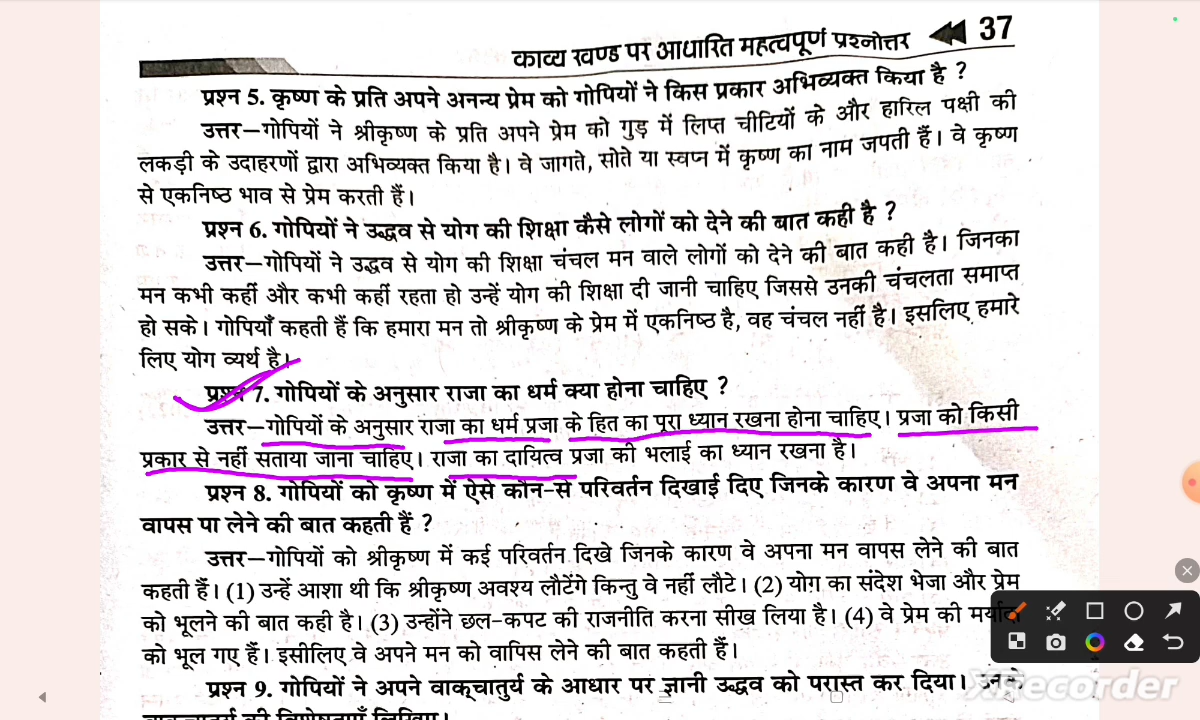 काव्य खण्ड पर आधारित महत्वपूर्ण प्रश्नोत्तर 37
प्रश्न 5. कृष्ण के प्रति अपने अनन्य प्रेम को गोपियों ने किस प्रकार अभिव्यक्त किया है ?
उत्तर—गोपियों ने श्रीकृष्ण के प्रति अपने प्रेम को गुड़ में लिप्त चीटियों के और हारिल पक्षी की
लकड़ी के उदाहरणों द्वारा अभिव्यक्त किया है। वे जागते, सोते या स्वप्न में कृष्ण का नाम जपती हैं। वे कृष्ण
से एकनिष्ठ भाव से प्रेम करती हैं।
प्रश्न 6. गोपियों ने उद्धव से योग की शिक्षा कैसे लोगों को देने की बात कही है ?
उत्तर—गोपियों ने उद्धव से योग की शिक्षा चंचल मन वाले लोगों को देने की बात कही है। जिनका
मन कभी कहीं और कभी कहीं रहता हो उन्हें योग की शिक्षा दी जानी चाहिए जिससे उनकी चंचलता समाप्त
हो सके। गोपियाँ कहती हैं कि हमारा मन तो श्रीकृष्ण के प्रेम में एकनिष्ठ है, वह चंचल नहीं है। इसलिए हमारे
लिए योग व्यर्थ है।
प्रश्न 7. गोपियों के अनुसार राजा का धर्म क्या होना चाहिए ?
उत्तर—गोपियों के अनुसार राजा का धर्म प्रजा के हित का पूरा ध्यान रखना होना चाहिए। प्रजा को किसी
प्रकार से नहीं सताया जाना चाहिए। राजा का दायित्व प्रजा की भलाई का ध्यान रखना है।
प्रश्न 8. गोपियों को कृष्ण में ऐसे कौन-से परिवर्तन दिखाई दिए जिनके कारण वे अपना मन
वापस पा लेने की बात कहती हैं ?
उत्तर—गोपियों को श्रीकृष्ण में कई परिवर्तन दिखे जिनके कारण वे अपना मन वापस लेने की बात
कहती हैं। (1) उन्हें आशा थी कि श्रीकृष्ण अवश्य लौटेंगे किन्तु वे नहीं लौटे। (2) योग का संदेश भेजा और प्रेम
को भूलने की बात कही है। (3) उन्होंने छल-कपट की राजनीति करना सीख लिया है। (4) वे प्रेम की मर्यादा
को भूल गए हैं। इसीलिए वे अपने मन को वापिस लेने की बात कहती हैं।
प्रश्न 9. गोपियों ने अपने वाक्चातुर्य के आधार पर ज्ञानी उद्धव को परास्त कर दिया। उनके
वाक्चातुर्य की विशेषताएँ लिखिए।
XRecorder